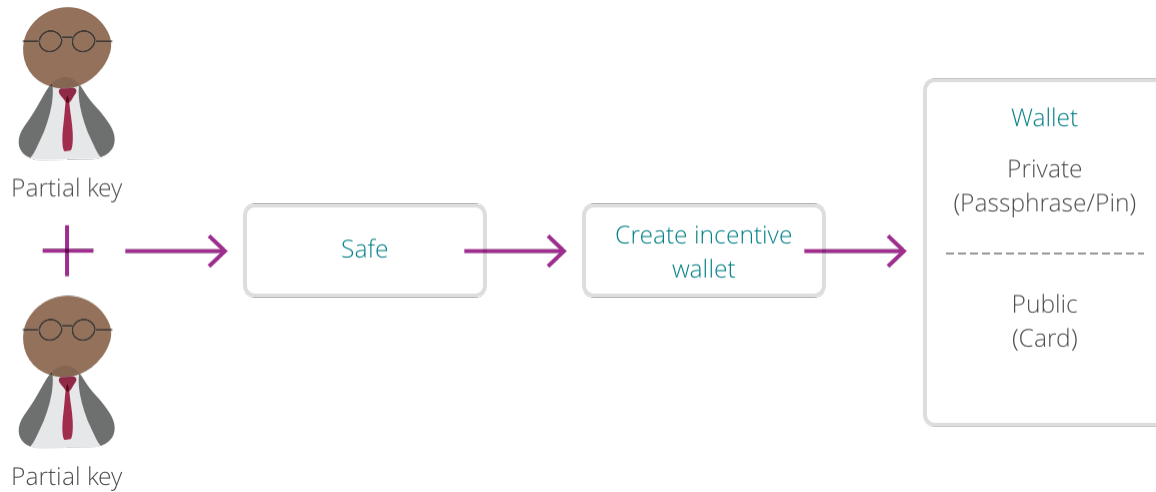 Partial key
Partial key
Safe
Create incentive
wallet
Wallet
Private
(Passphrase/Pin)
Public
(Card)